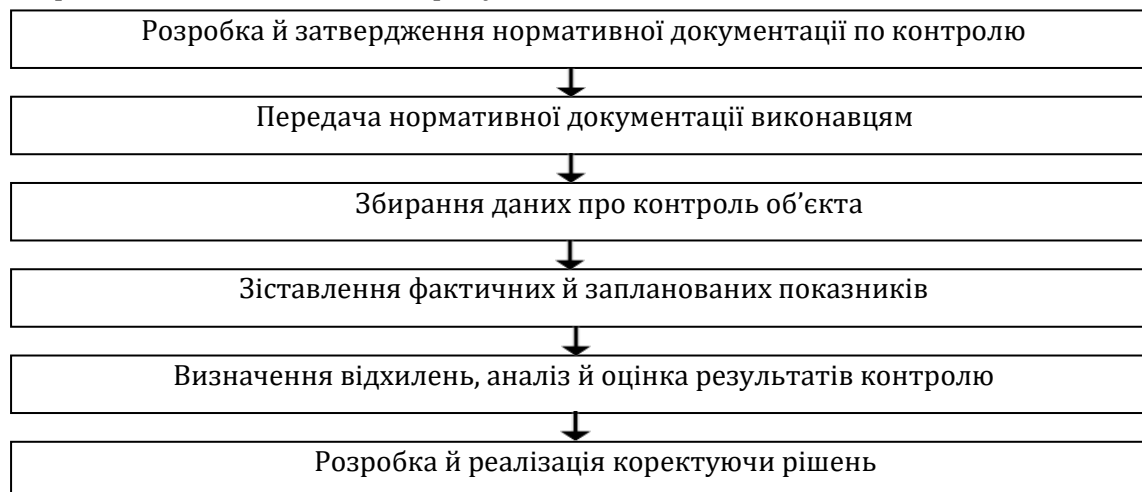 Розробка й затвердження нормативної документації по контролю
Передача нормативної документації виконавцям
Збирання даних про контроль об’єкта
Зіставлення фактичних й запланованих показників
Визначення відхилень, аналіз й оцінка результатів контролю
Розробка й реалізація коректуючи рішень